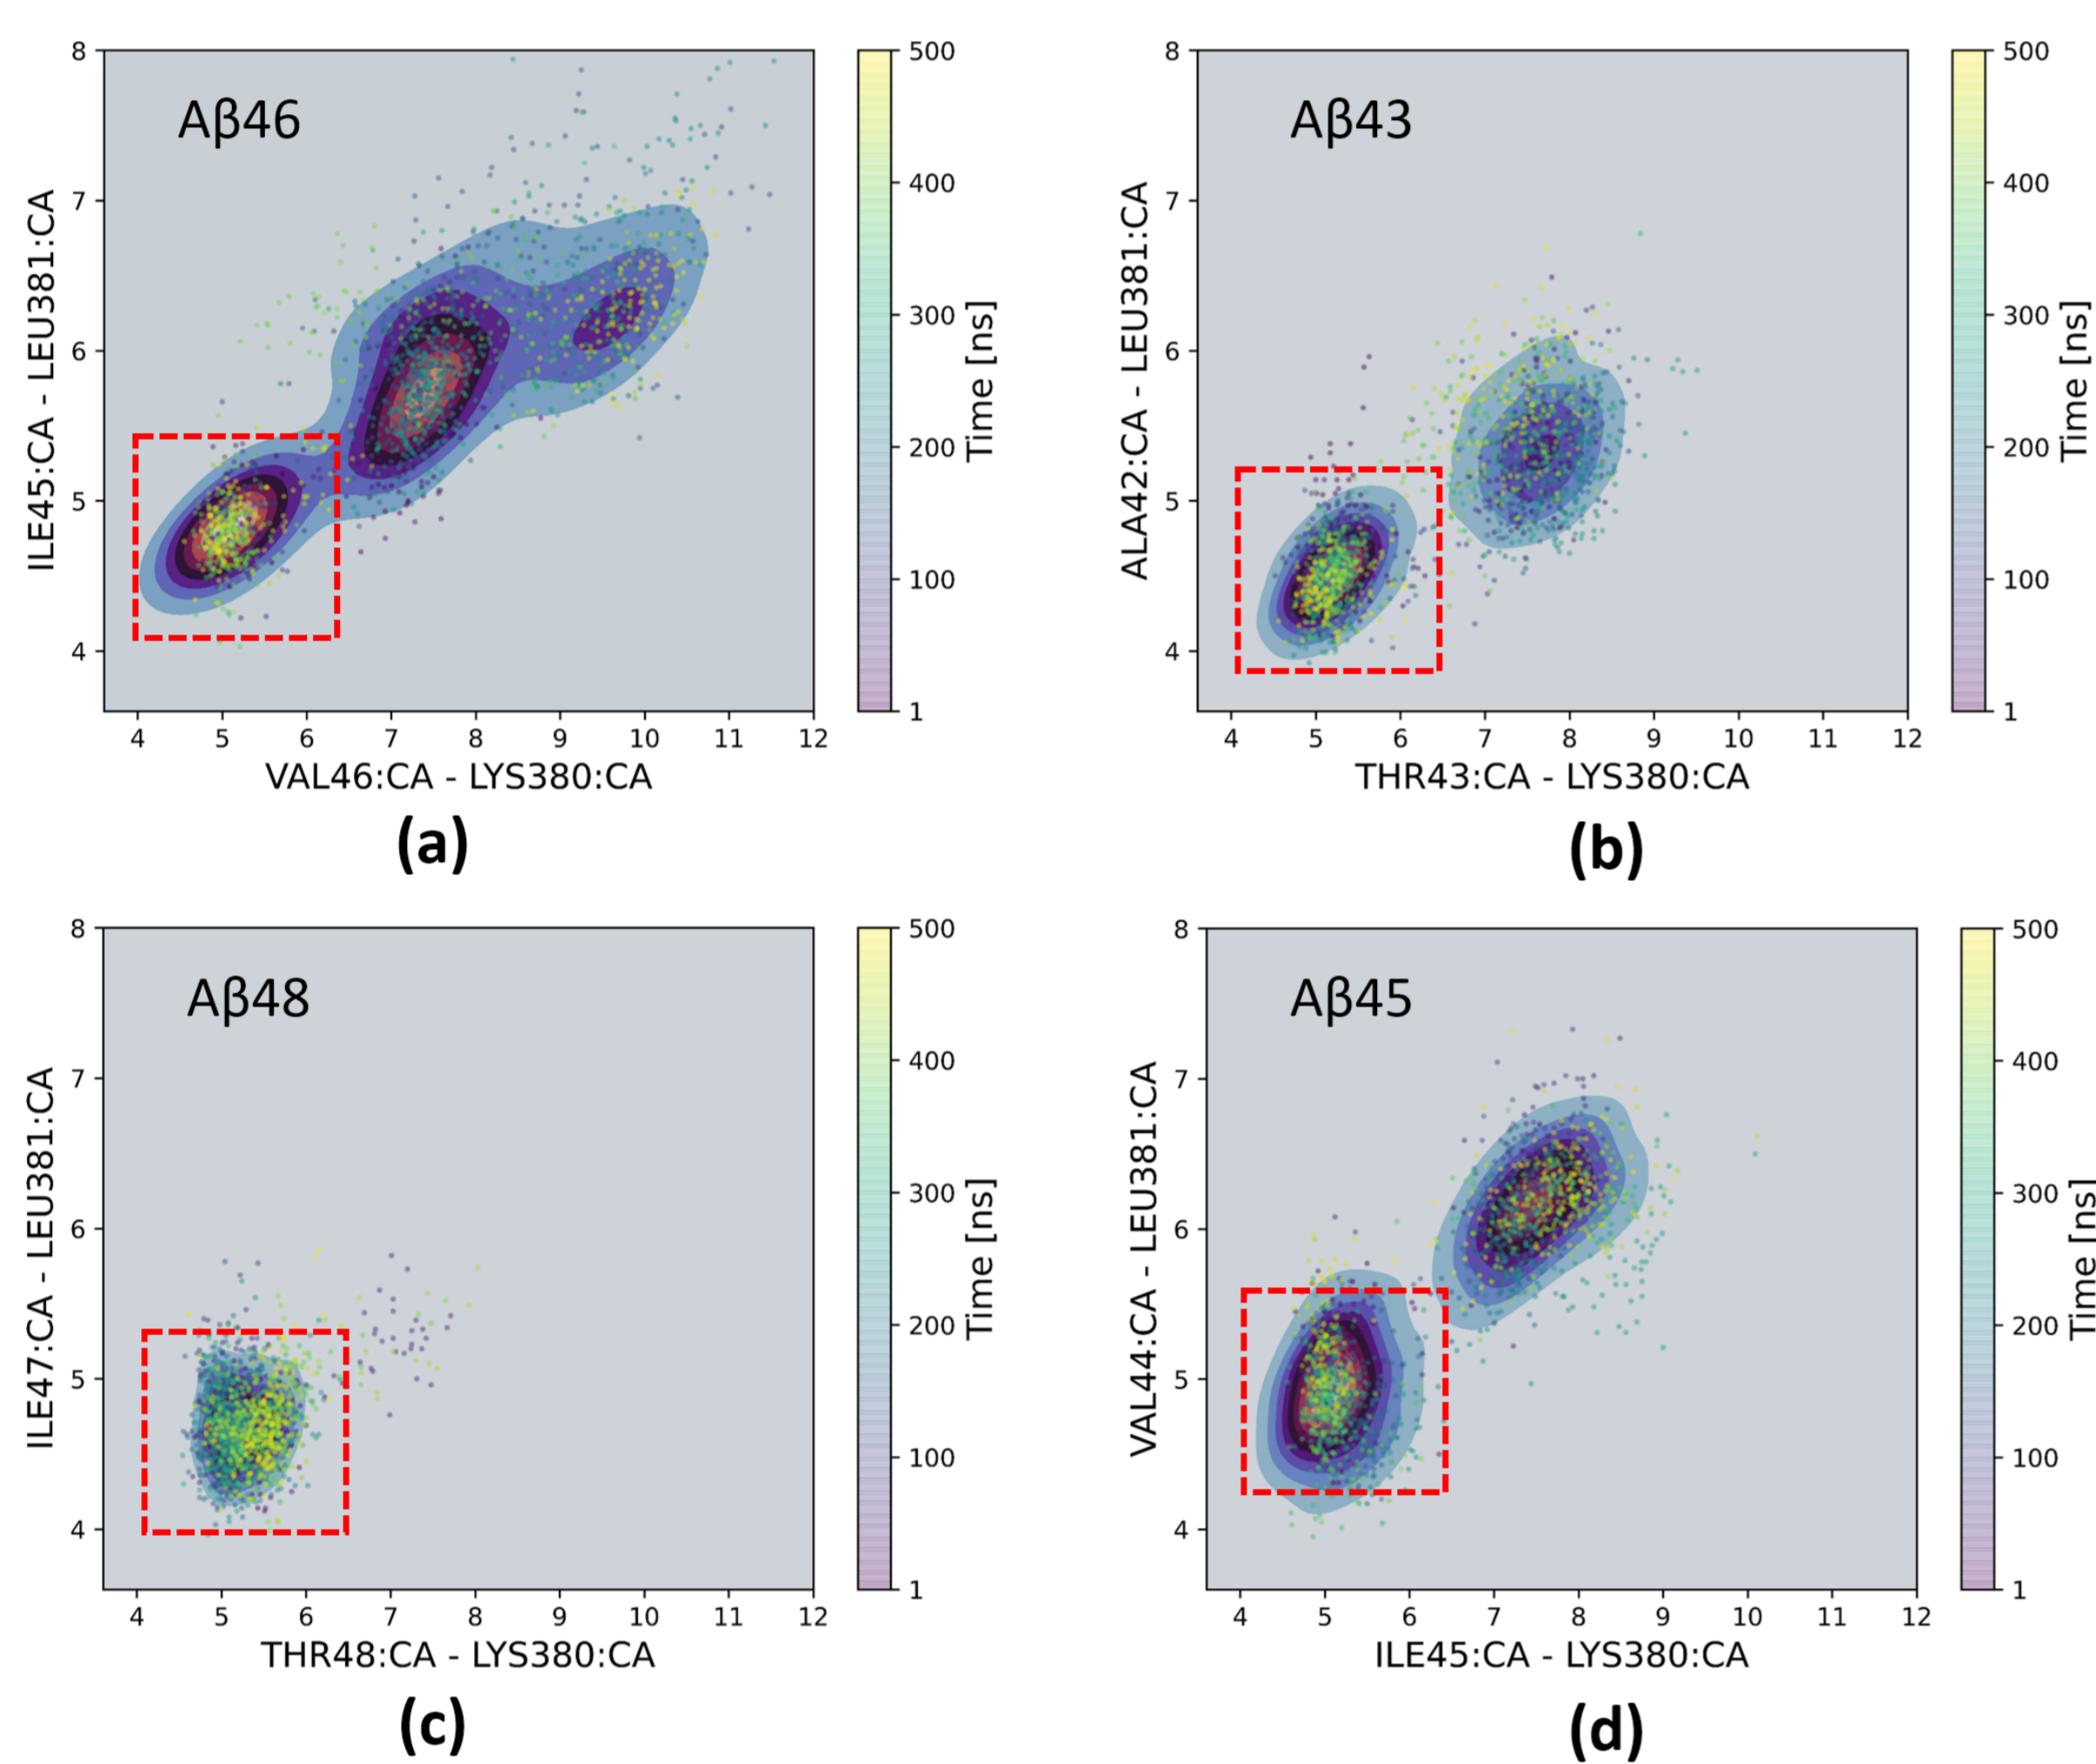 Aβ46
8
7
6
5
4
ILE45:CA - LEU381:CA
4 5 6 7 8 9 10 11 12
VAL46:CA - LYS380:CA
500
400
300
200
100
1
Time [ns]
(a)
Aβ43
8
7
6
5
4
ALA42:CA - LEU381:CA
4 5 6 7 8 9 10 11 12
THR43:CA - LYS380:CA
500
400
300
200
100
1
Time [ns]
(b)
Aβ48
8
7
6
5
4
ILE47:CA - LEU381:CA
4 5 6 7 8 9 10 11 12
THR48:CA - LYS380:CA
500
400
300
200
100
1
Time [ns]
(c)
Aβ45
8
7
6
5
4
VAL44:CA - LEU381:CA
4 5 6 7 8 9 10 11 12
ILE45:CA - LYS380:CA
500
400
300
200
100
1
Time [ns]
(d)